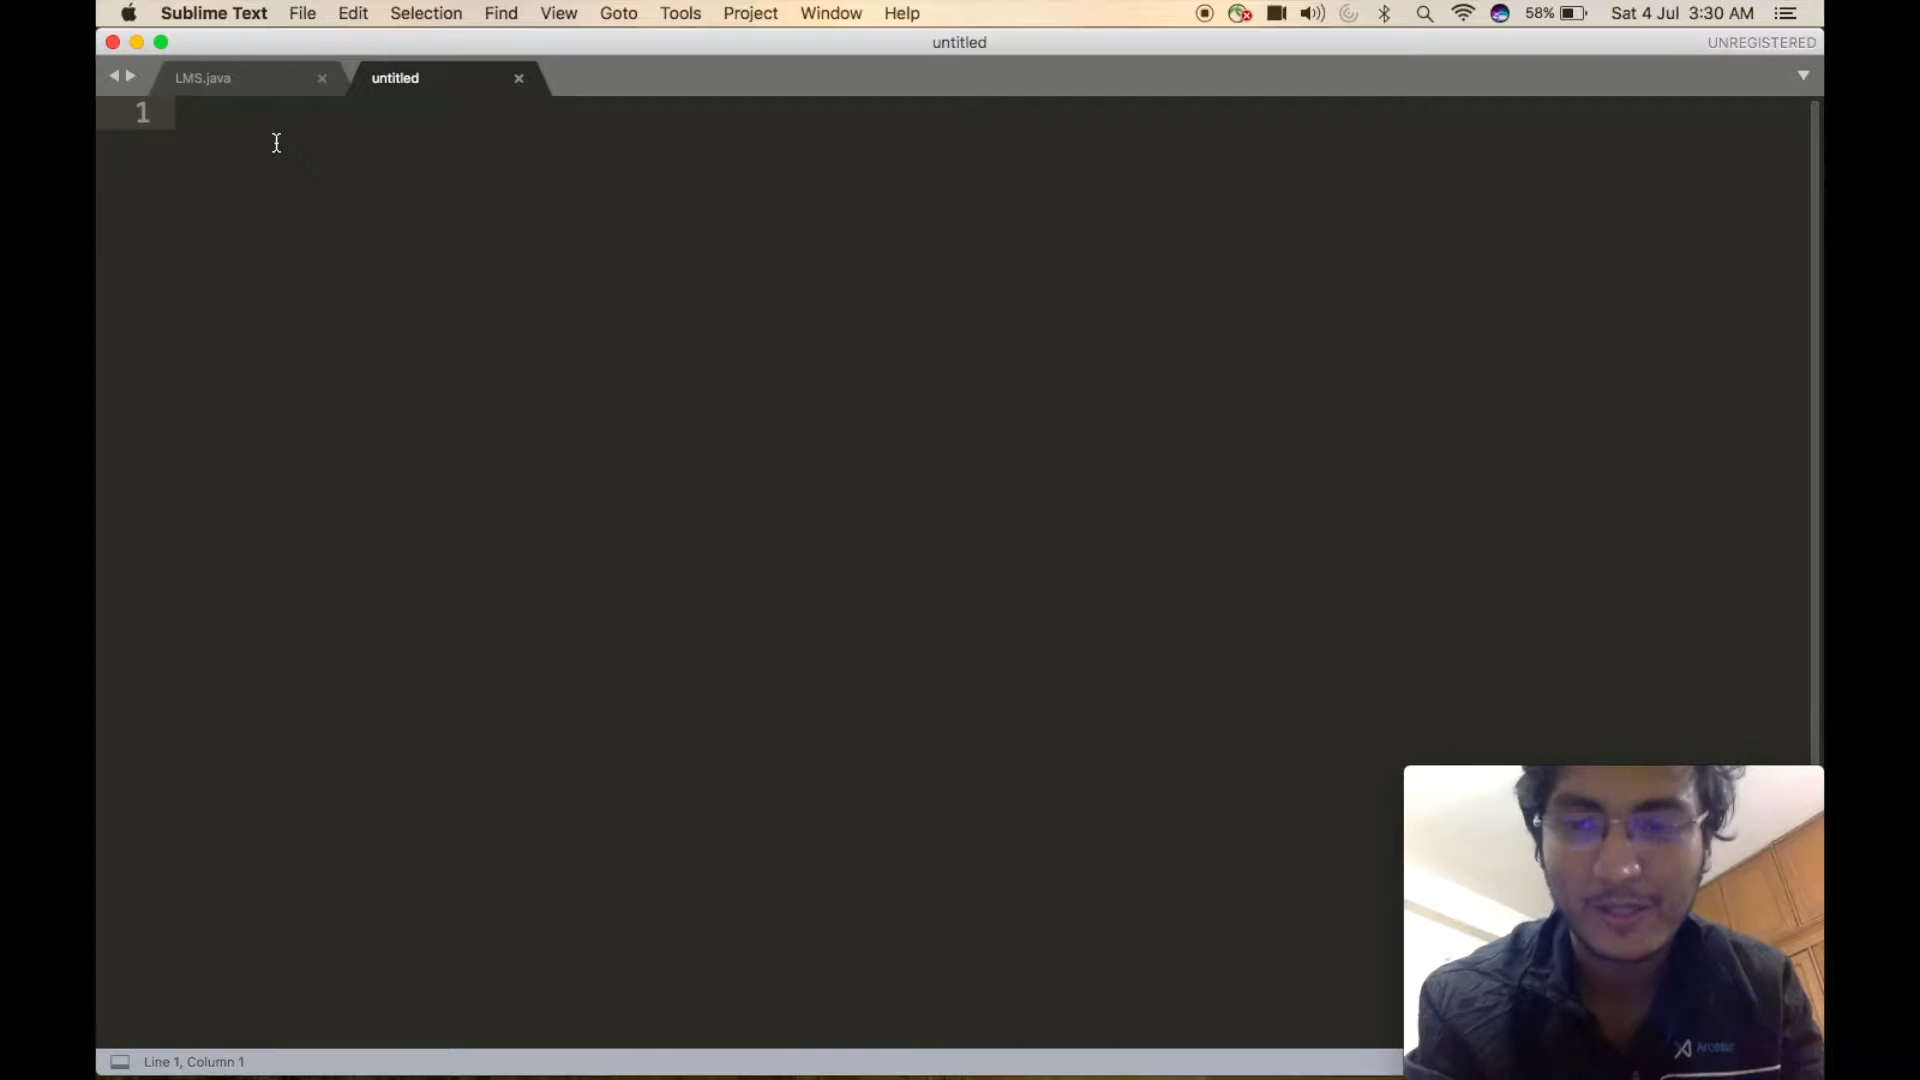 Sublime Text File Edit Selection Find View Goto Tools Project Window Help 58% Sat 4 Jul 3:30 AM
untitled UNREGISTERED
LMS.java × untitled ×
1
Line 1, Column 1